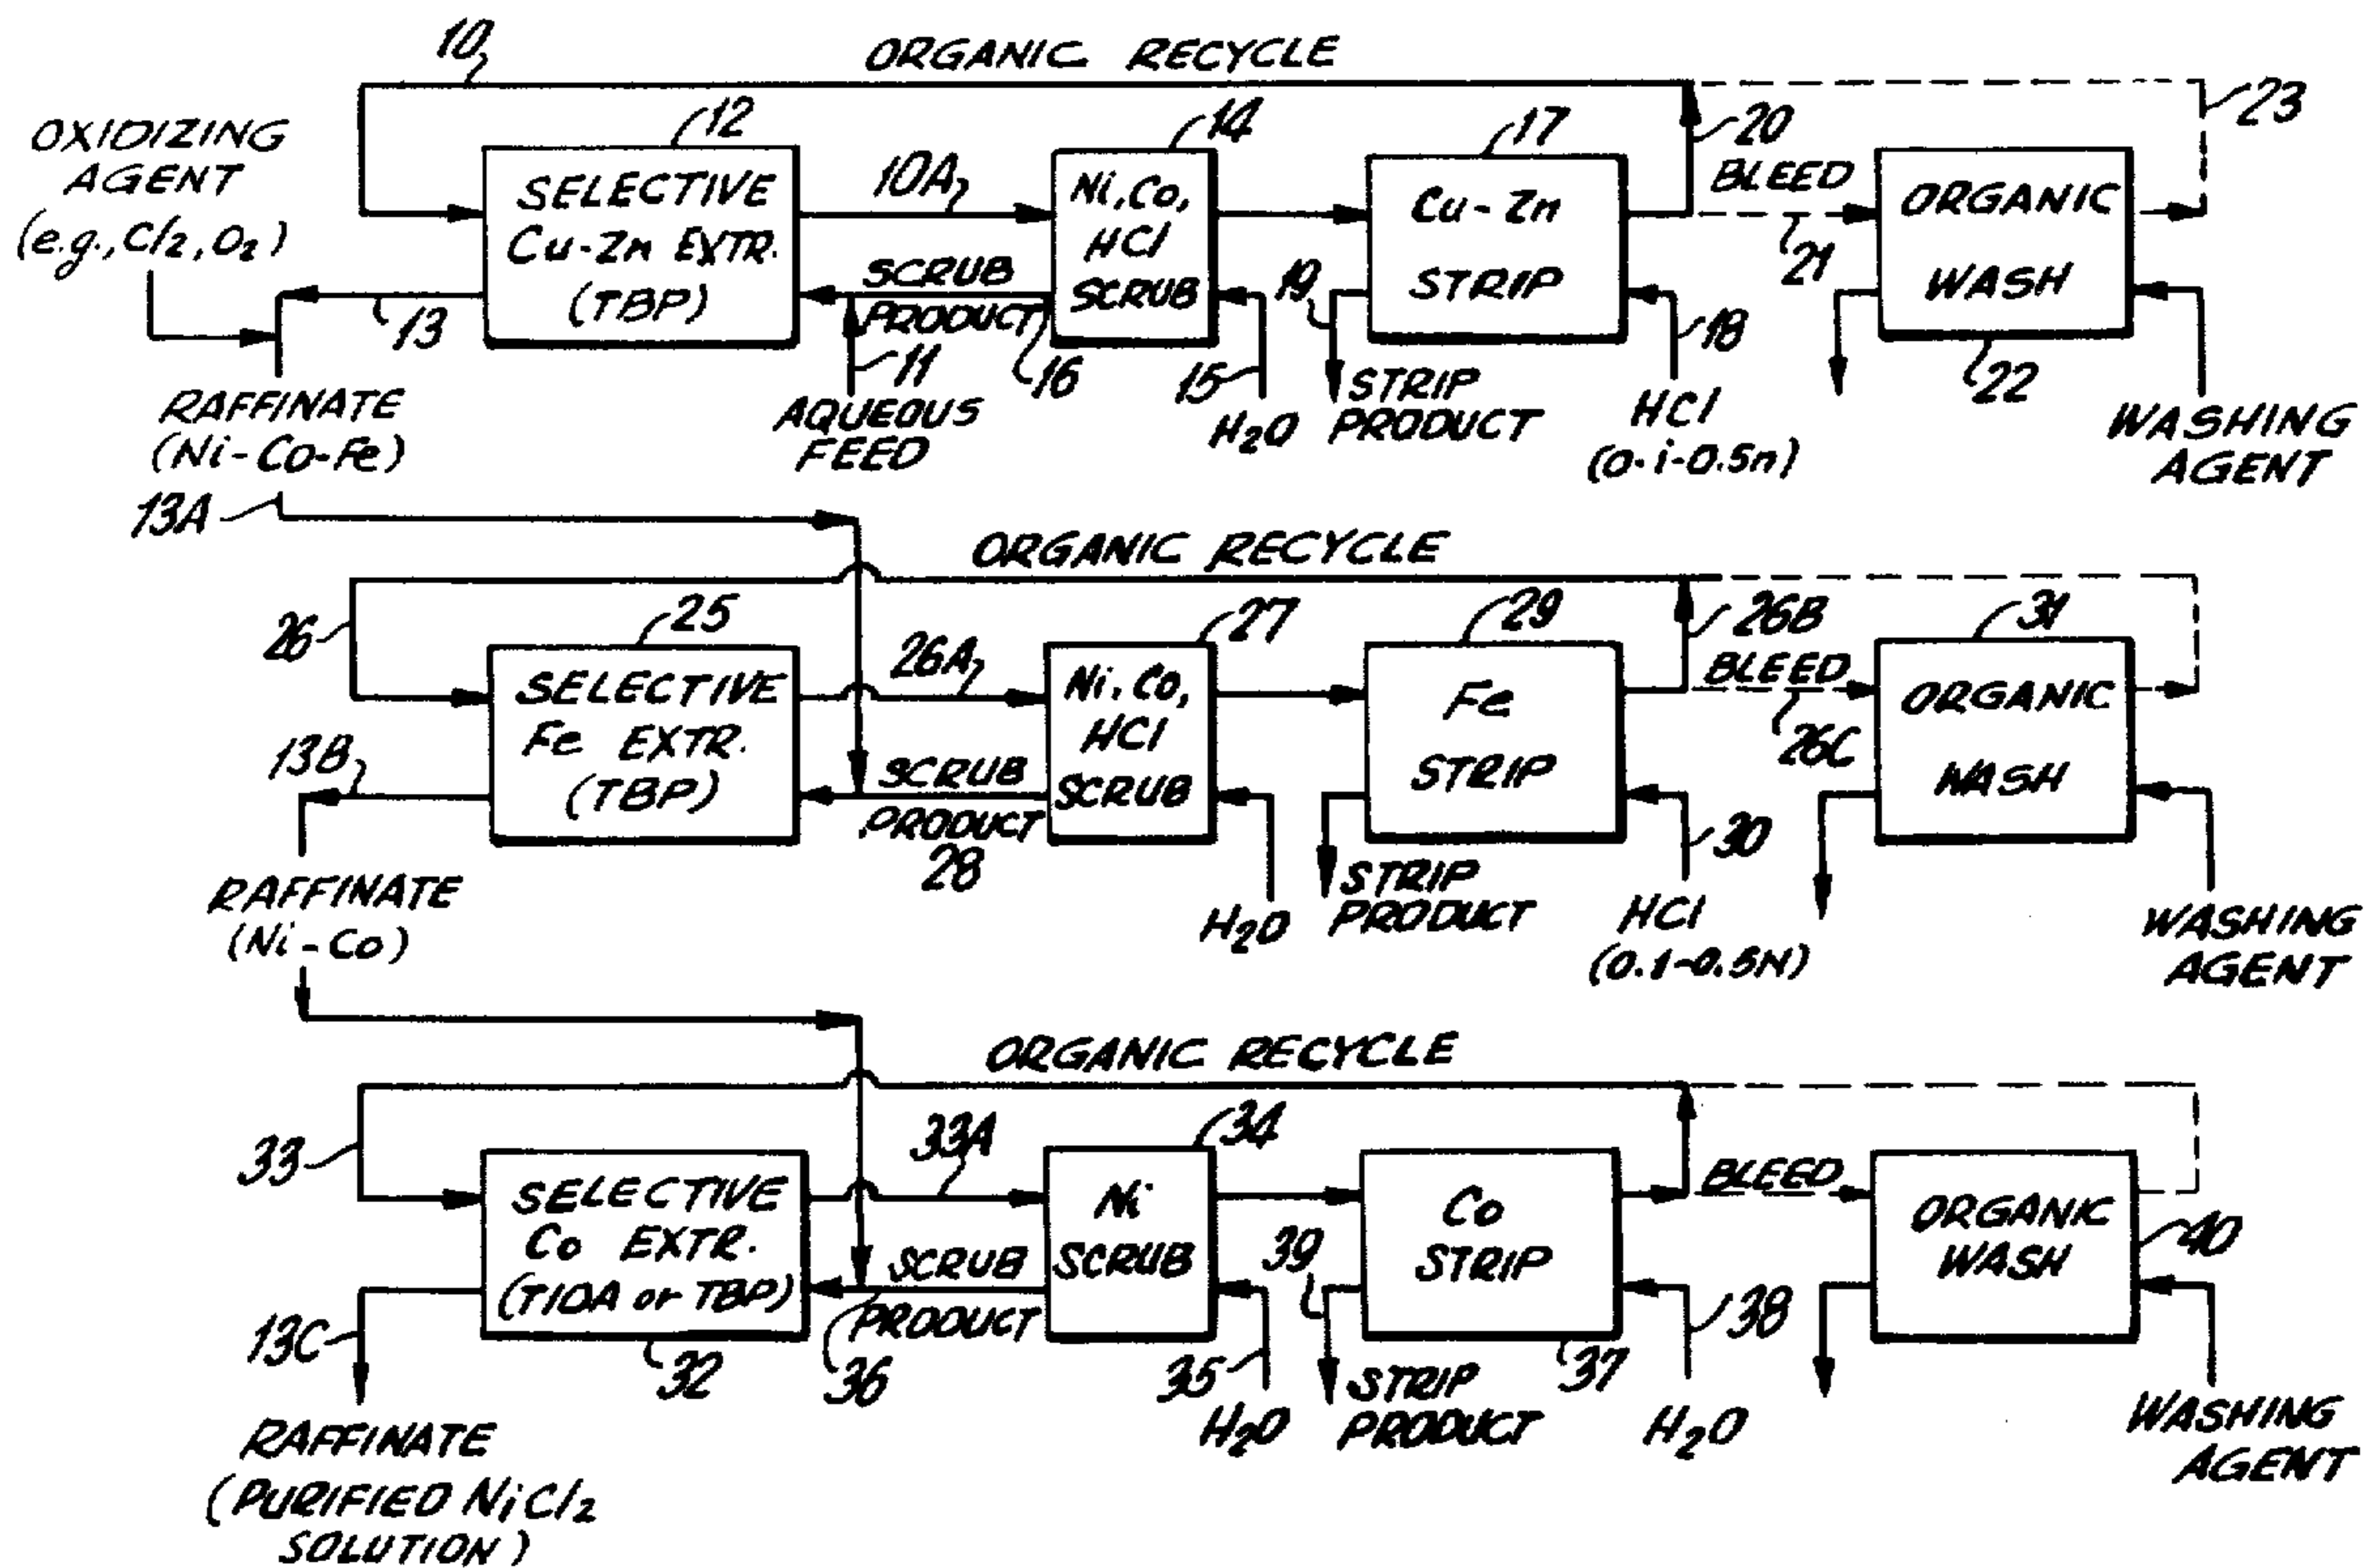 10
ORGANIC RECYCLE
OXIDIZING
AGENT
(e.g., Cl2, O2)
12
SELECTIVE
Cu-Zn EXTR.
(TBP)
10A
14
Ni, Co,
HCl
SCRUB
17
Cu-Zn
STRIP
20
BLEED
21
23
ORGANIC
WASH
22
13
SCRUB
PRODUCT
11
16
15
19
18
RAFFINATE
(Ni-Co-Fe)
AQUEOUS
FEED
H2O
STRIP
PRODUCT
HCl
(0.i-0.5n)
WASHING
AGENT
13A
ORGANIC RECYCLE
26
25
SELECTIVE
Fe EXTR.
(TBP)
26A
27
Ni, Co,
HCl
SCRUB
29
Fe
STRIP
26B
BLEED
26C
31
ORGANIC
WASH
13B
SCRUB
PRODUCT
28
30
RAFFINATE
(Ni-Co)
H2O
STRIP
PRODUCT
HCl
(0.1-0.5N)
WASHING
AGENT
ORGANIC RECYCLE
33
SELECTIVE
Co EXTR.
(TIOA or TBP)
32
33A
34
Ni
SCRUB
Co
STRIP
37
BLEED
ORGANIC
WASH
40
13C
SCRUB
PRODUCT
36
35
39
38
H2O
STRIP
PRODUCT
H2O
WASHING
AGENT
RAFFINATE
(PURIFIED NiCl2
SOLUTION)